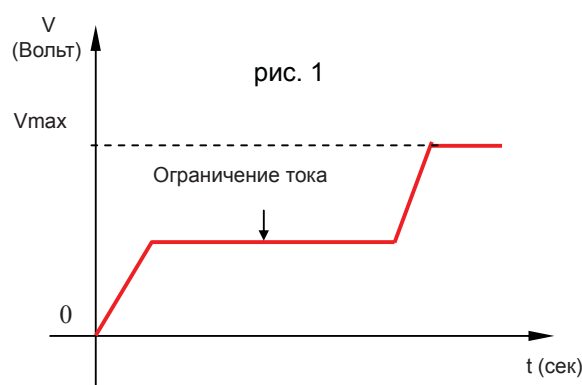 V
(Вольт)
рис. 1
Vmax
Ограничение тока
0
t (сек)